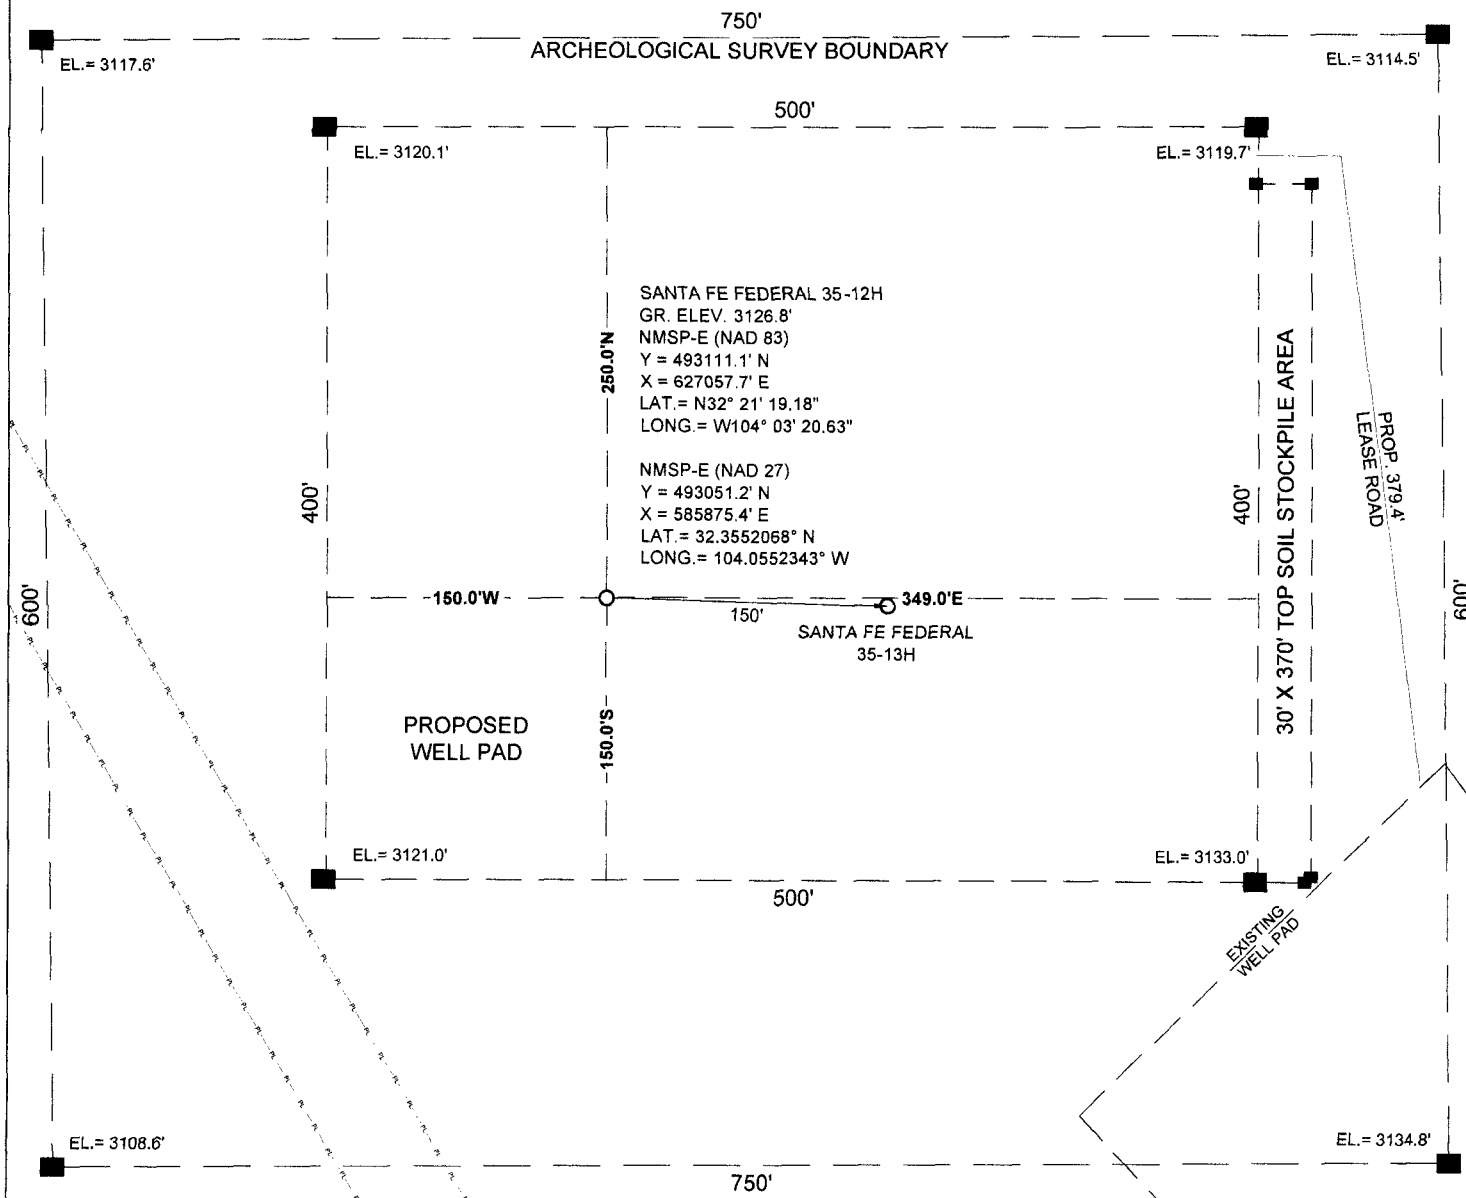 750'
ARCHEOLOGICAL SURVEY BOUNDARY
EL.= 3117.6'
EL.= 3114.5'
500'
EL.= 3120.1'
EL.= 3119.7'
SANTA FE FEDERAL 35-12H
GR. ELEV. 3126.8'
NMSP-E (NAD 83)
Y = 493111.1' N
X = 627057.7' E
LAT.= N32° 21' 19.18"
LONG.= W104° 03' 20.63"
250.0'N
NMSP-E (NAD 27)
Y = 493051.2' N
X = 585875.4' E
LAT.= 32.3552068° N
LONG.= 104.0552343° W
400'
400'
30' X 370' TOP SOIL STOCKPILE AREA
PROP. 379.4'
LEASE ROAD
600'
600'
150.0'W
349.0'E
150'
SANTA FE FEDERAL
35-13H
PROPOSED
WELL PAD
150.0'S
EL.= 3121.0'
EL.= 3133.0'
500'
EXISTING
WELL PAD
EL.= 3108.6'
EL.= 3134.8'
750'